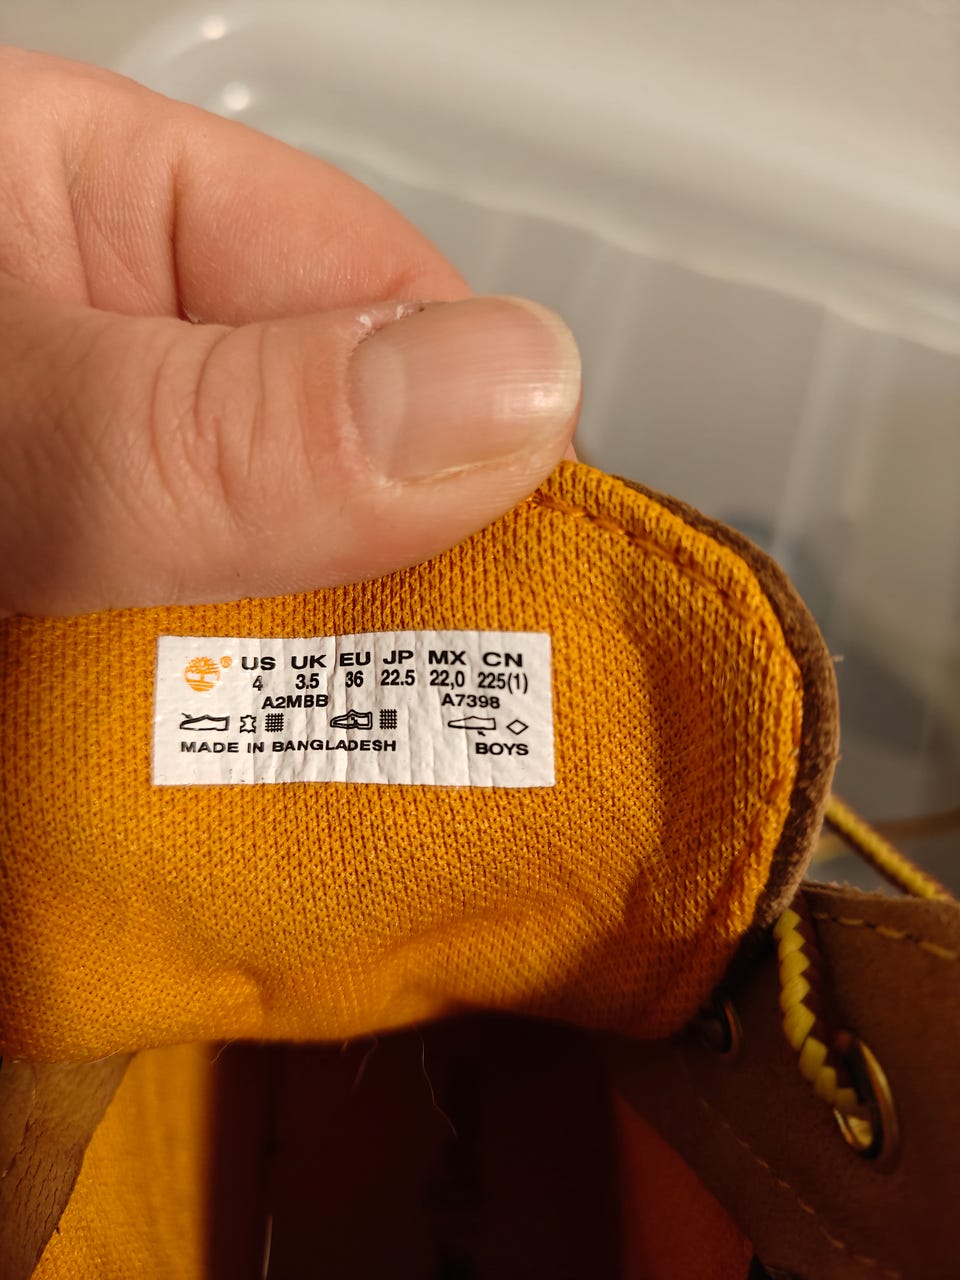 ® US UK EU JP MX CN
4 3.5 36 22.5 22,0 225(1)
A2MBB A7398
MADE IN BANGLADESH BOYS